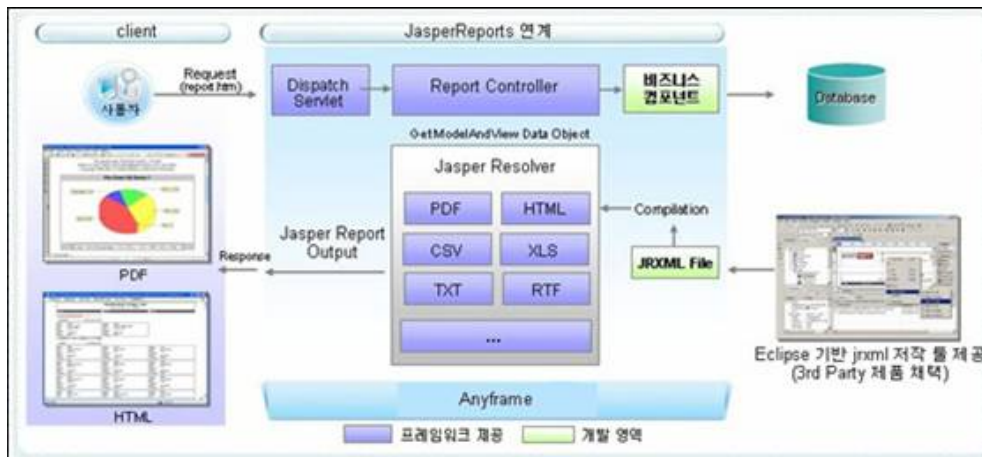 client
JasperReports 연계
사용자
Request
(report.htm)
Dispatch
Servlet
Report Controller
비즈니스
컴포넌트
Database
GetModelAndView Data Object
Jasper Resolver
PDF
HTML
CSV
XLS
TXT
RTF
...
Compilation
JRXML File
Jasper Report
Output
Response
PDF
HTML
Eclipse 기반 jrxml 저작 툴 제공
(3rd Party 제품 채택)
Anyframe
프레임워크 제공
개발 영역